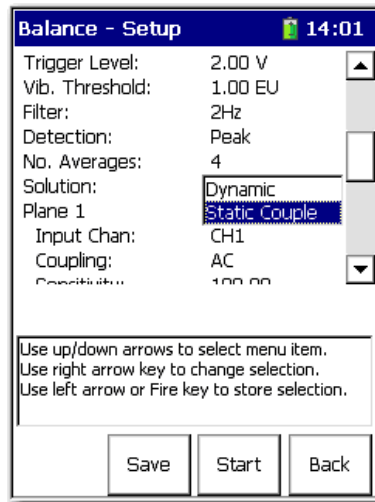 Balance - Setup 14:01
Trigger Level: 2.00 V
Vib. Threshold: 1.00 EU
Filter: 2Hz
Detection: Peak
No. Averages: 4
Solution: Dynamic
Plane 1 Static Couple
Input Chan: CH1
Coupling: AC
Sensitivity: 100.00
Use up/down arrows to select menu item.
Use right arrow key to change selection.
Use left arrow or Fire key to store selection.
Save Start Back